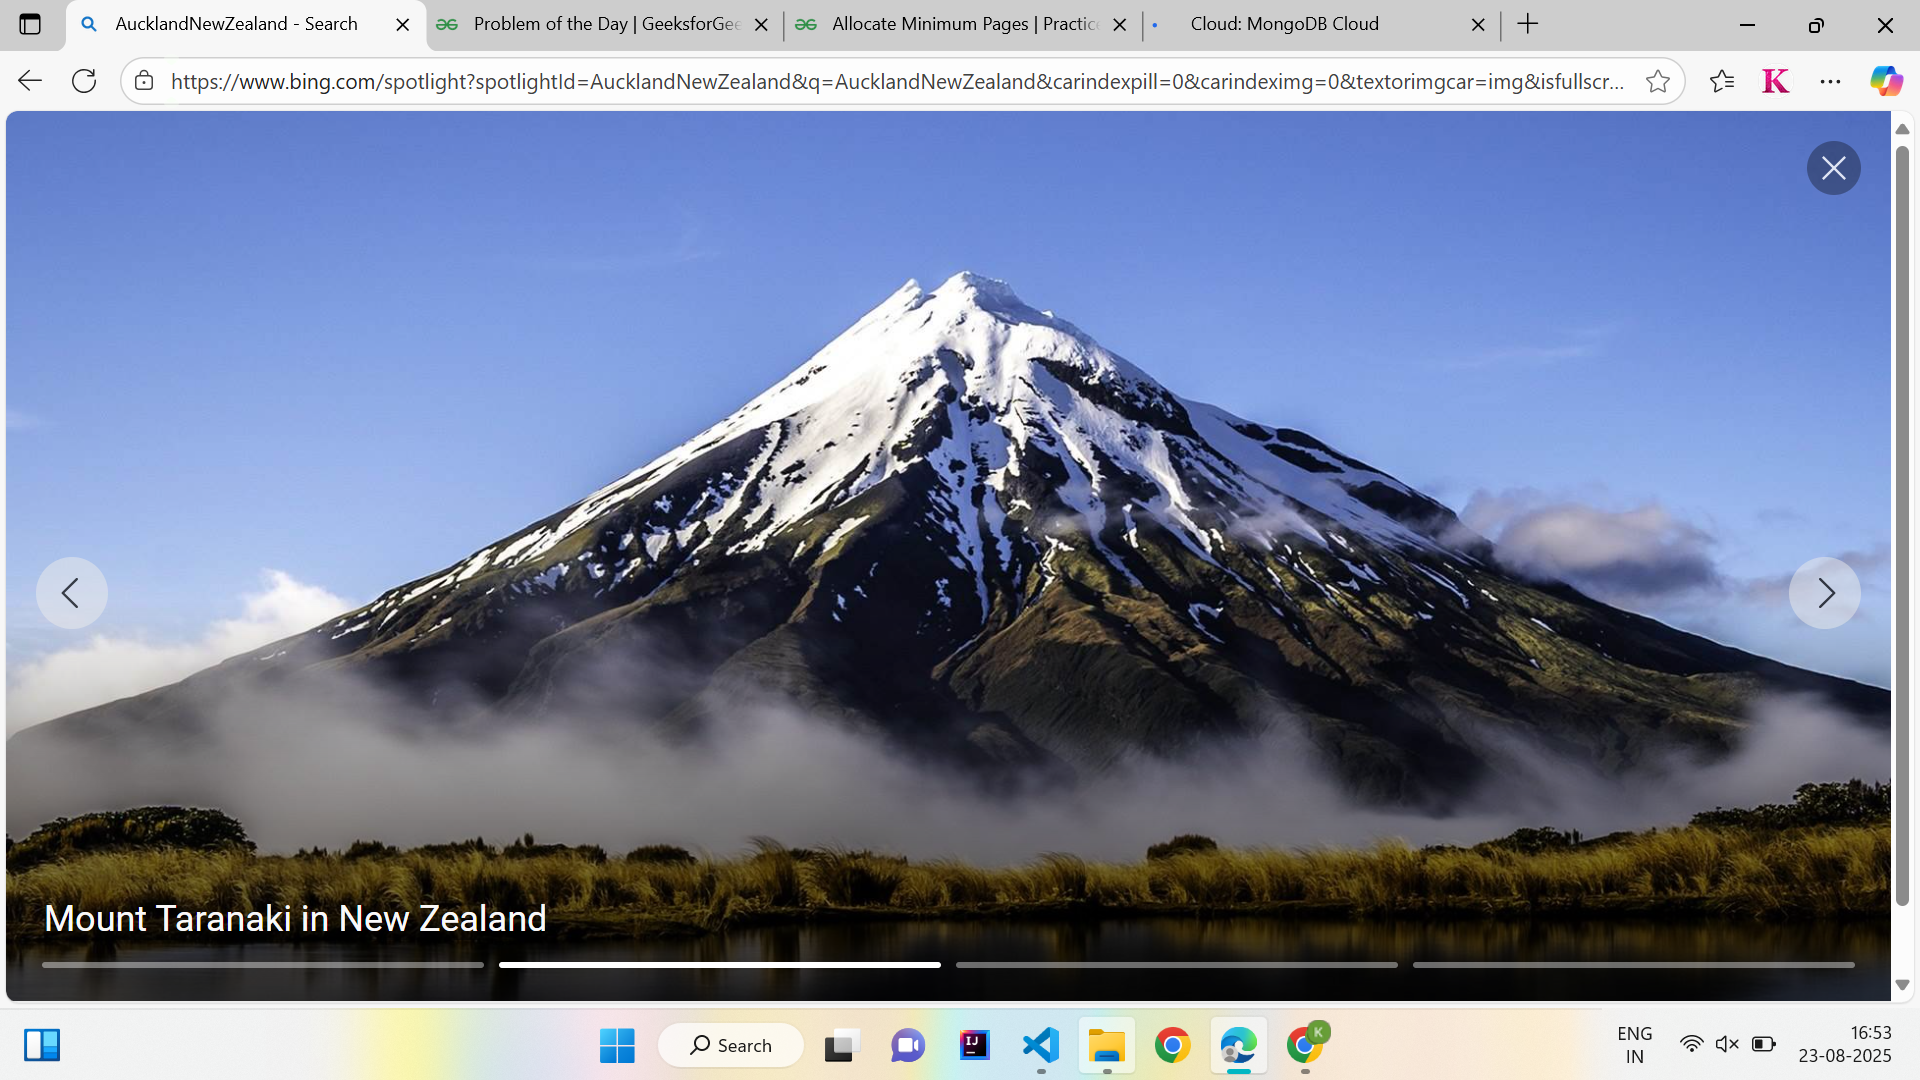 AucklandNewZealand - Search
Problem of the Day | GeeksforGee
Allocate Minimum Pages | Practice
Cloud: MongoDB Cloud
https://www.bing.com/spotlight?spotlightId=AucklandNewZealand&q=AucklandNewZealand&carindexpill=0&carindeximg=0&textorimgcar=img&isfullscr...
K
Mount Taranaki in New Zealand
Search
IJ
K
ENG
IN
16:53
23-08-2025